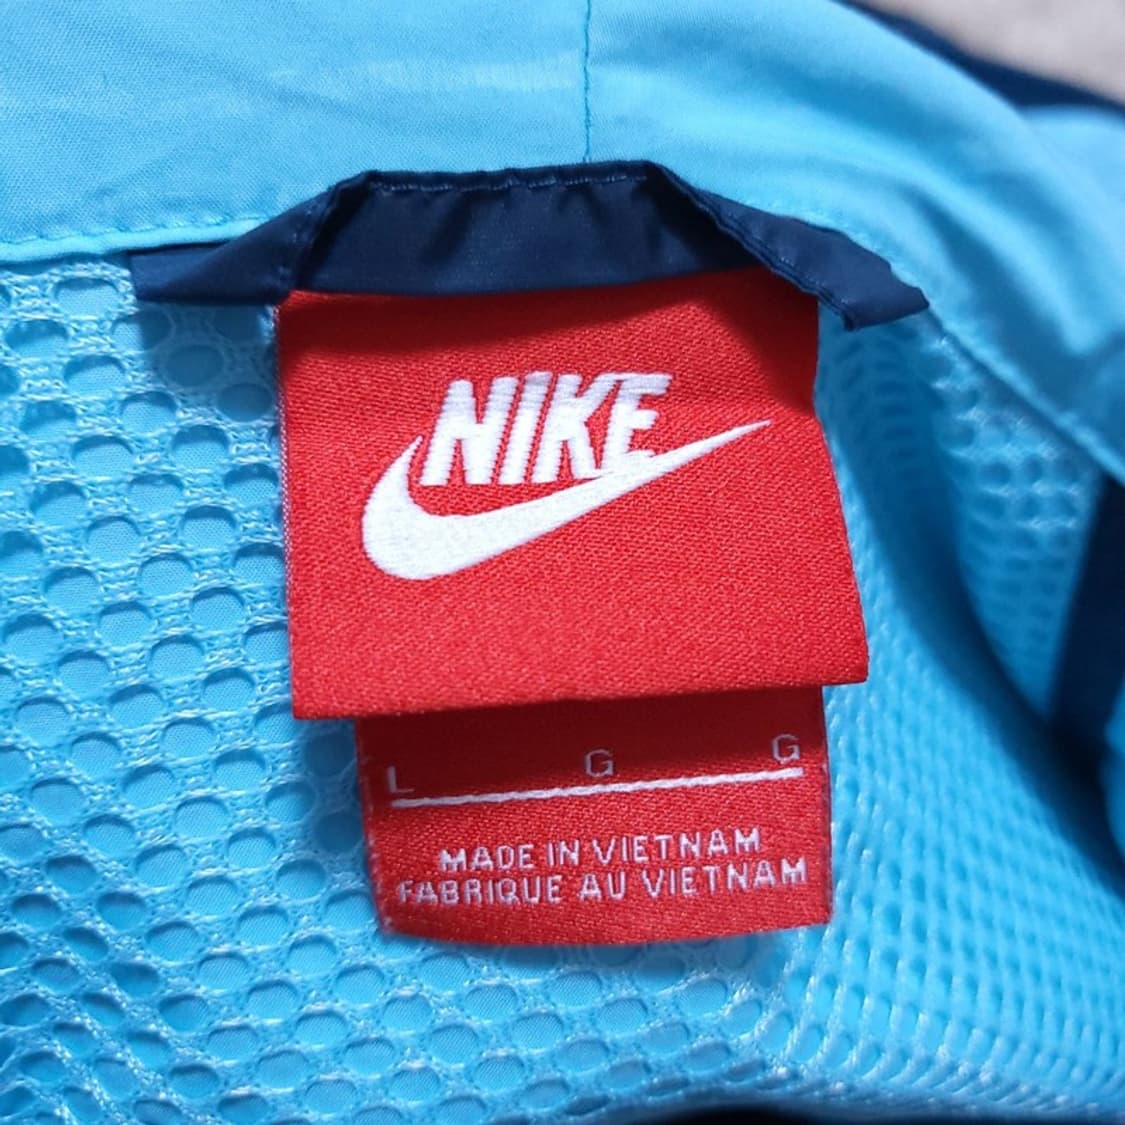 NIKE
L G G
MADE IN VIETNAM
FABRIQUE AU VIETNAM